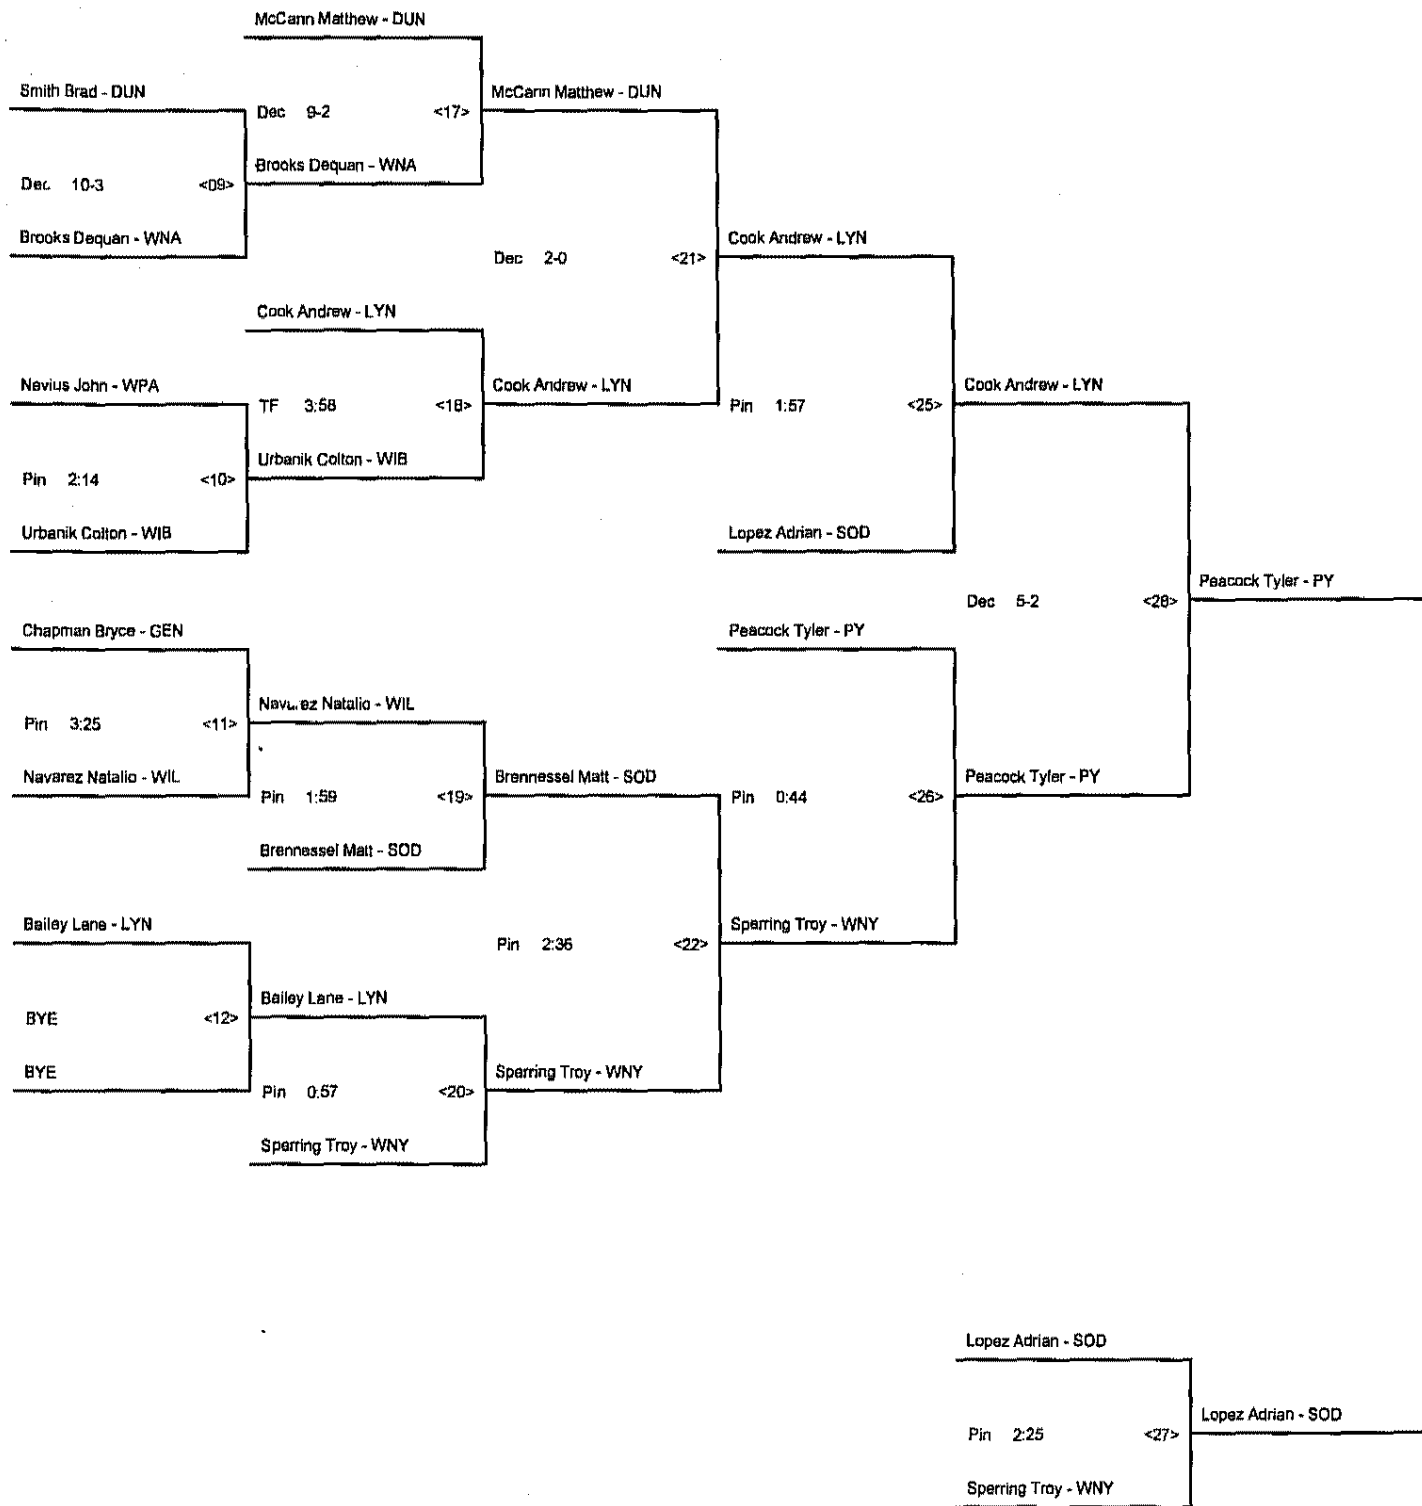 McCann Matthew - DUN
Smith Brad - DUN
McCann Matthew - DUN
Dec 9-2 <17>
Brooks Dequan - WNA
Dec. 10-3 <09>
Brooks Dequan - WNA
Cook Andrew - LYN
Dec 2-0 <21>
Cook Andrew - LYN
Nevius John - WPA
Cook Andrew - LYN
Cook Andrew - LYN
TF 3:58 <18>
Pin 1:57 <25>
Urbanik Colton - WIB
Pin 2:14 <10>
Urbanik Colton - WIB
Lopez Adrian - SOD
Peacock Tyler - PY
Dec 5-2 <28>
Chapman Bryce - GEN
Peacock Tyler - PY
Navarez Natalio - WIL
Pin 3:25 <11>
Navarez Natalio - WIL
Brennessel Matt - SOD
Peacock Tyler - PY
Pin 1:59 <19>
Pin 0:44 <26>
Brennessel Matt - SOD
Bailey Lane - LYN
Sperring Troy - WNY
Pin 2:36 <22>
Bailey Lane - LYN
BYE <12>
BYE
Sperring Troy - WNY
Pin 0:57 <20>
Sperring Troy - WNY
Lopez Adrian - SOD
Lopez Adrian - SOD
Pin 2:25 <27>
Sperring Troy - WNY